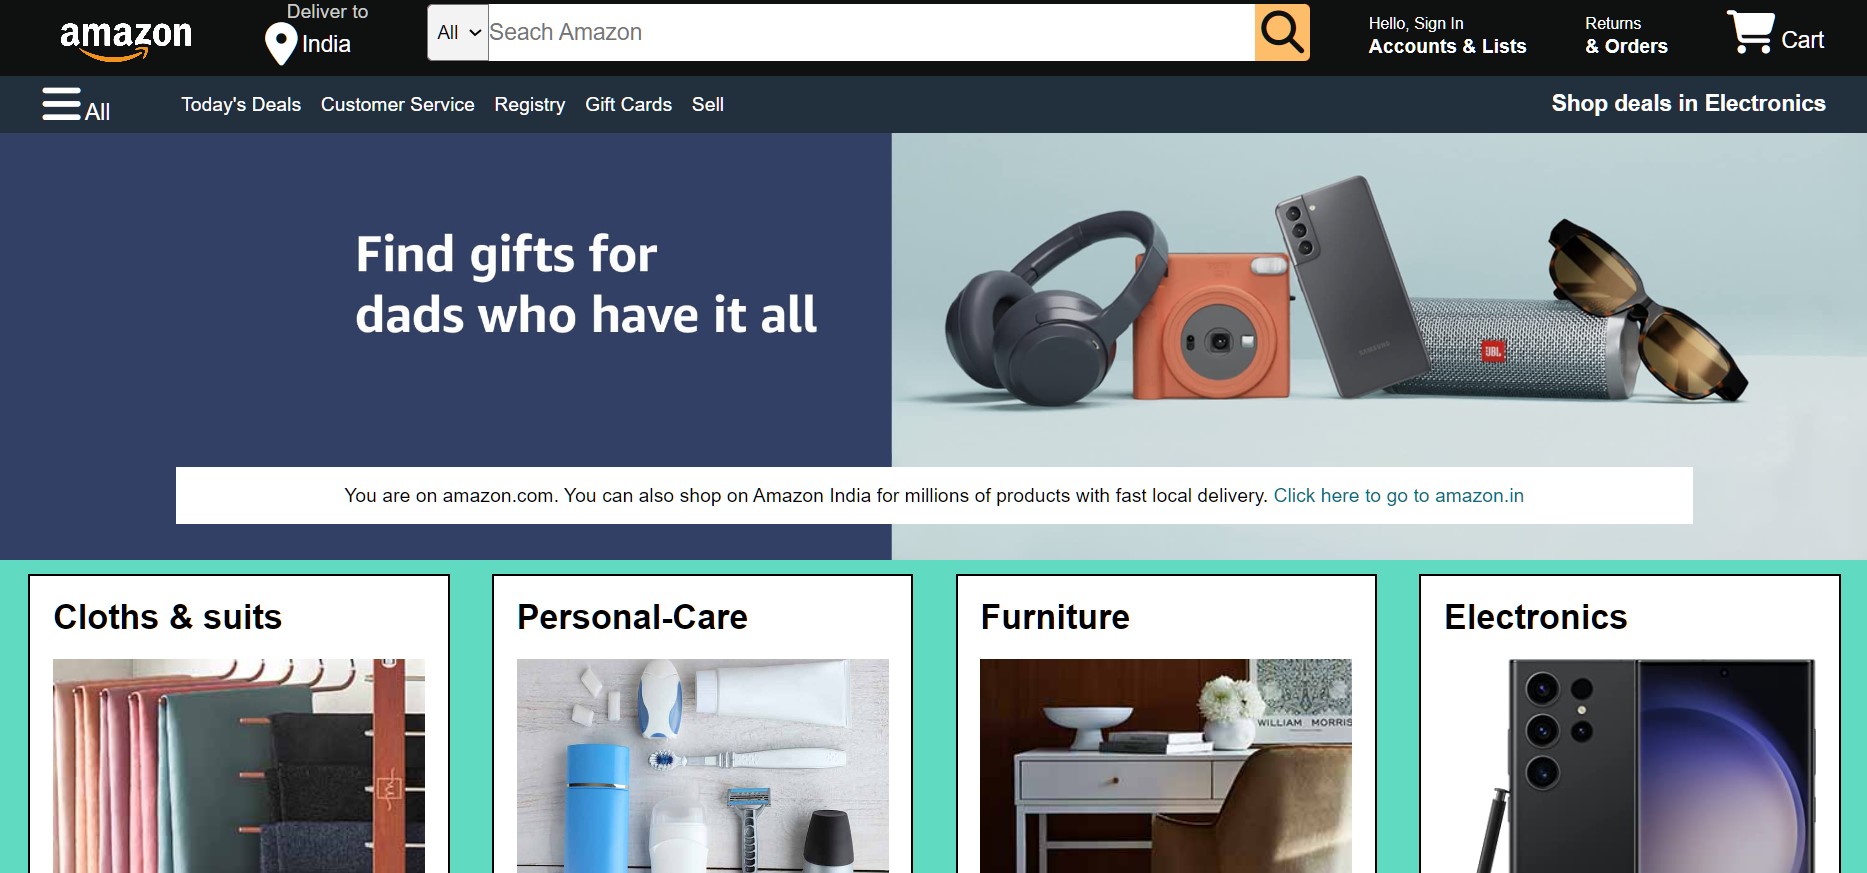 amazon
Deliver to
India
All
Seach Amazon
Hello, Sign In
Accounts & Lists
Returns
& Orders
Cart
All
Today's Deals
Customer Service
Registry
Gift Cards
Sell
Shop deals in Electronics
Find gifts for
dads who have it all
SAMSUNG
JBL
You are on amazon.com. You can also shop on Amazon India for millions of products with fast local delivery. Click here to go to amazon.in
Cloths & suits
Personal-Care
Furniture
Electronics
WILLIAM MORRIS